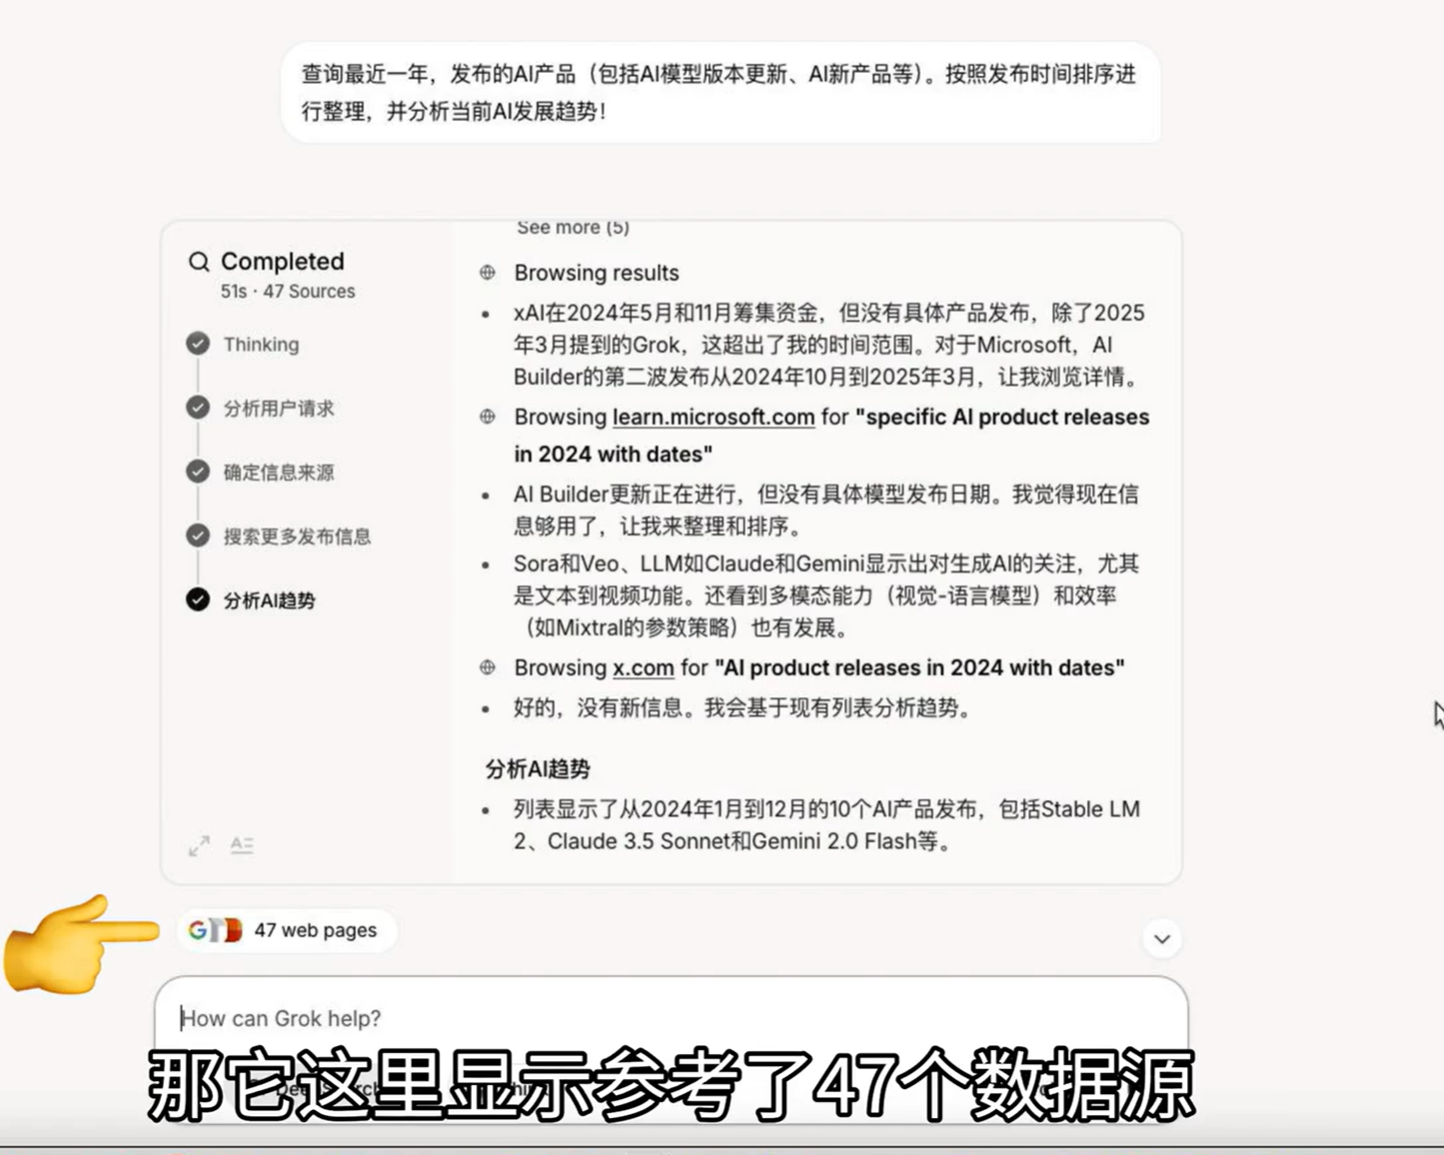 查询最近一年，发布的AI产品（包括AI模型版本更新、AI新产品等）。按照发布时间排序进
行整理，并分析当前AI发展趋势！
Completed
51s · 47 Sources
Thinking
分析用户请求
确定信息来源
搜索更多发布信息
分析AI趋势
See more (5)
Browsing results
xAI在2024年5月和11月筹集资金，但没有具体产品发布，除了2025
年3月提到的Grok，这超出了我的时间范围。对于Microsoft，AI
Builder的第二波发布从2024年10月到2025年3月，让我浏览详情。
Browsing learn.microsoft.com for "specific AI product releases
in 2024 with dates"
AI Builder更新正在进行，但没有具体模型发布日期。我觉得现在信
息够用了，让我来整理和排序。
Sora和Veo、LLM如Claude和Gemini显示出对生成AI的关注，尤其
是文本到视频功能。还看到多模态能力（视觉-语言模型）和效率
（如Mixtral的参数策略）也有发展。
Browsing x.com for "AI product releases in 2024 with dates"
好的，没有新信息。我会基于现有列表分析趋势。
分析AI趋势
列表显示了从2024年1月到12月的10个AI产品发布，包括Stable LM
2、Claude 3.5 Sonnet和Gemini 2.0 Flash等。
47 web pages
How can Grok help?
那它这里显示参考了47个数据源